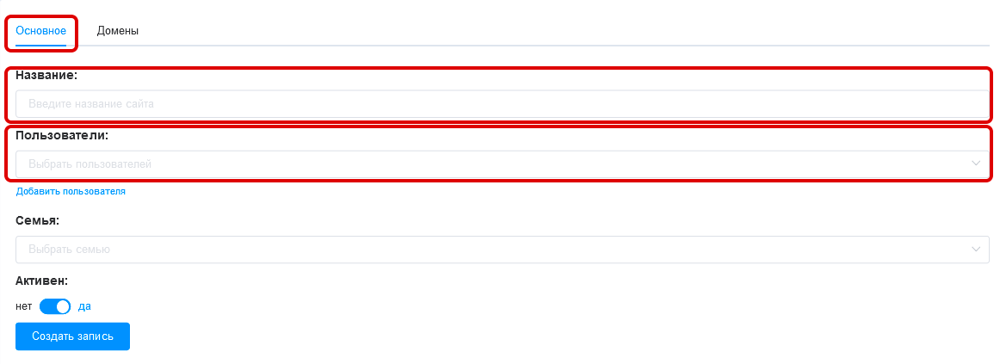 Основное Домены
Название:
Введите название сайта
Пользователи:
Выбрать пользователей
Добавить пользователя
Семья:
Выбрать семью
Активен:
нет да
Создать запись